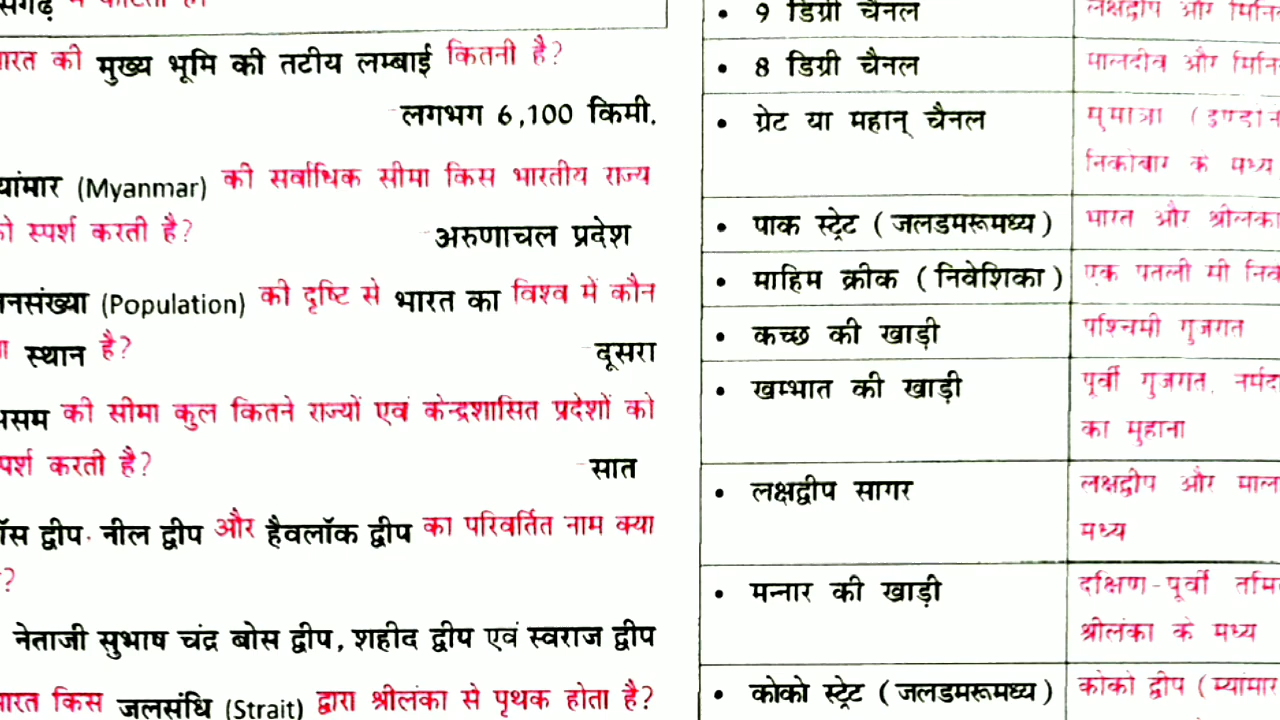 में काटता है।
भारत की मुख्य भूमि की तटीय लम्बाई कितनी है?
लगभग 6,100 किमी.
म्यांमार (Myanmar) की सर्वाधिक सीमा किस भारतीय राज्य
को स्पर्श करती है?
अरुणाचल प्रदेश
जनसंख्या (Population) की दृष्टि से भारत का विश्व में कौन
स्थान है?
दूसरा
असम की सीमा कुल कितने राज्यों एवं केन्द्रशासित प्रदेशों को
स्पर्श करती है?
सात
रॉस द्वीप, नील द्वीप और हैवलॉक द्वीप का परिवर्तित नाम क्या
?
नेताजी सुभाष चंद्र बोस द्वीप, शहीद द्वीप एवं स्वराज द्वीप
भारत किस जलसंधि (Strait) द्वारा श्रीलंका से पृथक होता है?
• 9 डिग्री चैनल लक्षद्वीप और
• 8 डिग्री चैनल मालदीव और
• ग्रेट या महान् चैनल सुमात्रा
निकोबार के मध्य
• पाक स्ट्रेट (जलडमरूमध्य) भारत और श्रीलंका
• माहिम क्रीक (निवेशिका) एक पतली सी
• कच्छ की खाड़ी पश्चिमी गुजरात
• खम्भात की खाड़ी पूर्वी गुजरात,
का मुहाना
• लक्षद्वीप सागर लक्षद्वीप और
मध्य
• मन्नार की खाड़ी दक्षिण-पूर्वी
श्रीलंका के मध्य
• कोको स्ट्रेट (जलडमरूमध्य) कोको द्वीप (म्यांमार